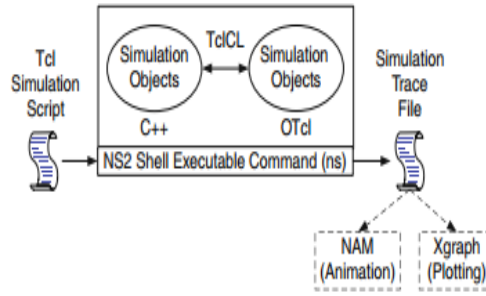 Tcl
Simulation
Script
TclCL
Simulation
Objects
Simulation
Objects
C++
OTcl
NS2 Shell Executable Command (ns)
Simulation
Trace
File
NAM
(Animation)
Xgraph
(Plotting)